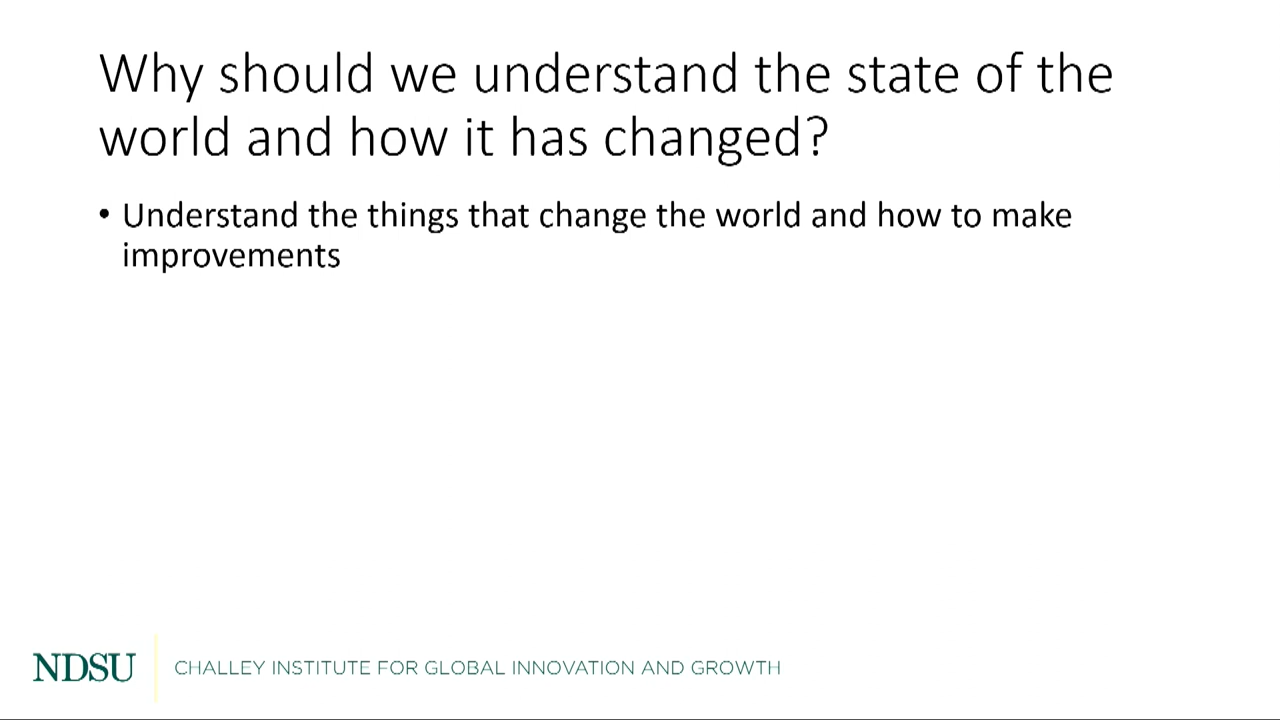 Why should we understand the state of the
world and how it has changed?
• Understand the things that change the world and how to make
improvements
NDSU
CHALLEY INSTITUTE FOR GLOBAL INNOVATION AND GROWTH